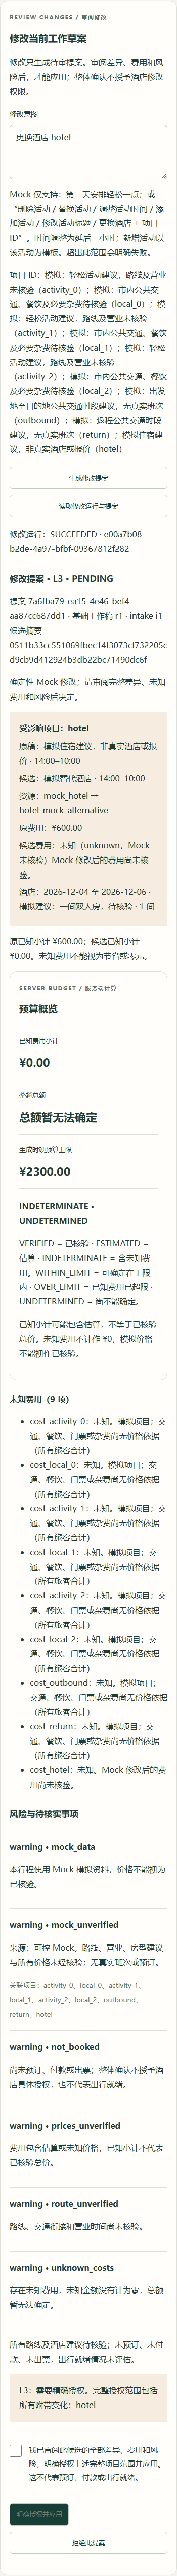 REVIEW CHANGES / 审阅修改
修改当前工作草案
修改只生成待审提案。审阅差异、费用和风
险后，才能应用；整体确认不授予酒店修改
权限。
修改意图
更换酒店 hotel
Mock 仅支持：第二天安排轻松一点；或
“删除活动 / 替换活动 / 调整活动时间 / 添
加活动 / 修改活动标题 / 更换酒店 + 项目
ID”。时间调整为延后三小时；新增活动以
该活动为模板。超出此范围会明确失败。
项目 ID：模拟：轻松活动建议，路线及营业
未核验（activity_0）；模拟：市内公共交
通、餐饮及必要杂费待核验（local_0）；模
拟：轻松活动建议，路线及营业未核验
（activity_1）；模拟：市内公共交通、餐饮
及必要杂费待核验（local_1）；模拟：轻松
活动建议，路线及营业未核验
（activity_2）；模拟：市内公共交通、餐饮
及必要杂费待核验（local_2）；模拟：出发
地至目的地公共交通时段建议，无真实班次
（outbound）；模拟：返程公共交通时段建
议，无真实班次（return）；模拟住宿建
议，非真实酒店或报价（hotel）
生成修改提案
读取修改运行与提案
修改运行：SUCCEEDED · e00a7b08-
b2de-4a97-bfbf-09367812f282
修改提案 • L3 • PENDING
提案 7a6fba79-ea15-4e46-bef4-
aa87cc687dd1 · 基础工作稿 r1 · intake i1
候选摘要
0511b33cc551069fbec14f3073cf732205c
d9cb9d412924b3db22bc71490dc6f
确定性 Mock 修改；请审阅完整差异、未知
费用和风险后决定。
受影响项目：hotel
原稿：模拟住宿建议，非真实酒店或报
价 · 14:00–10:00
候选：模拟替代酒店 · 14:00–10:00
资源：mock_hotel →
hotel_mock_alternative
原费用：¥600.00
候选费用：未知（unknown，Mock
未核验）Mock 修改后的费用尚未核
验。
酒店：2026-12-04 至 2026-12-06 ·
模拟建议：一间双人房，待核验 · 1 间
原已知小计 ¥600.00；候选已知小计
¥0.00。未知费用不能视为节省或零元。
SERVER BUDGET / 服务端计算
预算概览
已知费用小计
¥0.00
整趟总额
总额暂无法确定
生成时硬预算上限
¥2300.00
INDETERMINATE •
UNDETERMINED
VERIFIED = 已核验 · ESTIMATED =
估算 · INDETERMINATE = 含未知费
用。WITHIN_LIMIT = 可确定在上限
内 · OVER_LIMIT = 已知费用已超限 ·
UNDETERMINED = 尚不能确定。
已知小计可能包含估算，不等于已核验
总价。未知费用不计作 ¥0，模拟价格
不能视作已核验。
未知费用（9 项）
• cost_activity_0：未知。模拟项目；交
通、餐饮、门票或杂费尚无价格依据
（所有旅客合计）
• cost_local_0：未知。模拟项目；交
通、餐饮、门票或杂费尚无价格依据
（所有旅客合计）
• cost_activity_1：未知。模拟项目；交
通、餐饮、门票或杂费尚无价格依据
（所有旅客合计）
• cost_local_1：未知。模拟项目；交
通、餐饮、门票或杂费尚无价格依据
（所有旅客合计）
• cost_activity_2：未知。模拟项目；交
通、餐饮、门票或杂费尚无价格依据
（所有旅客合计）
• cost_local_2：未知。模拟项目；交
通、餐饮、门票或杂费尚无价格依据
（所有旅客合计）
• cost_outbound：未知。模拟项目；
交通、餐饮、门票或杂费尚无价格依据
（所有旅客合计）
• cost_return：未知。模拟项目；交
通、餐饮、门票或杂费尚无价格依据
（所有旅客合计）
• cost_hotel：未知。Mock 修改后的费
用尚未核验。
风险与待核实事项
warning • mock_data
本行程使用 Mock 模拟资料，价格不能视为
已核验。
warning • mock_unverified
来源：可控 Mock。路线、营业、房型建议
与所有价格未经核验；无真实班次或预订。
关联项目：activity_0、local_0、activity_1、
local_1、activity_2、local_2、outbound、
return、hotel
warning • not_booked
尚未预订、付款或出票；整体确认不授予酒
店具体授权，也不代表出行就绪。
warning • prices_unverified
费用包含估算或未知价格，已知小计不代表
已核验总价。
warning • route_unverified
路线、交通衔接和营业时间尚未核验。
warning • unknown_costs
存在未知费用，未知金额没有计为零，总额
暂无法确定。
所有路线及酒店建议待核验；未预订、未付
款、未出票，出行就绪情况未评估。
L3：需要精确授权。完整授权范围包括
所有附带变化：hotel
我已审阅此候选的全部差异、费用和风
险，明确授权上述完整项目范围并应用。
这不代表预订、付款或出行就绪。
明确授权并应用
拒绝此提案